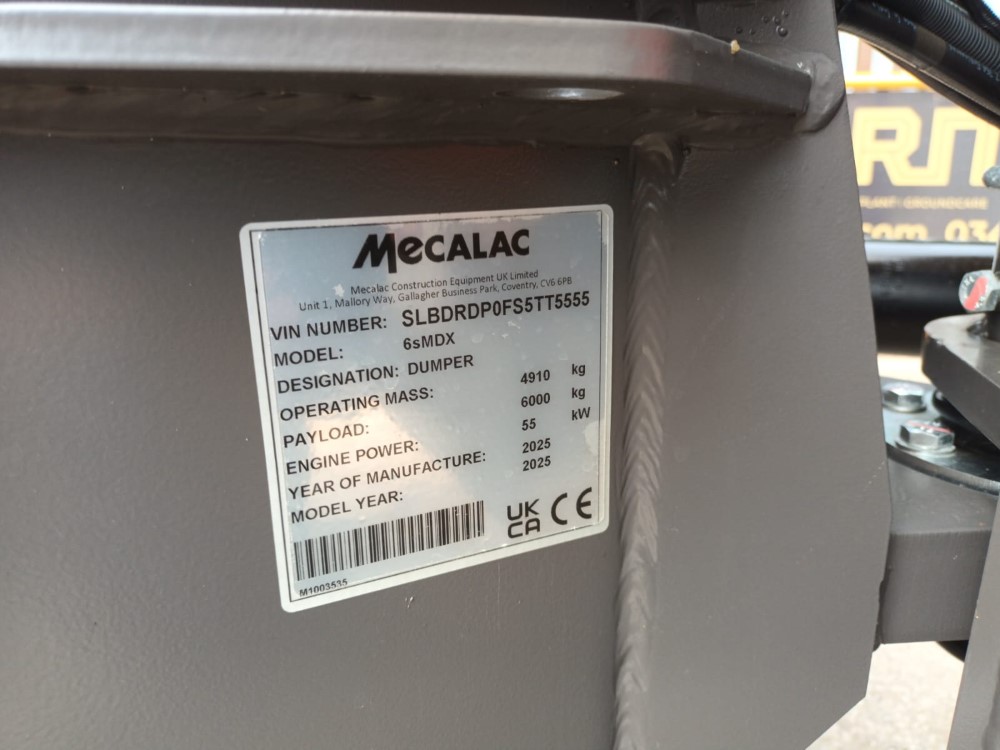 MeCALAC
Mecalac Construction Equipment UK Limited
Unit 1, Mallory Way, Gallagher Business Park, Coventry, CV6 6PB
VIN NUMBER: SLBDRDP0FS5TT5555
MODEL: 6sMDX
DESIGNATION: DUMPER
OPERATING MASS: 4910 kg
PAYLOAD: 6000 kg
ENGINE POWER: 55 kW
YEAR OF MANUFACTURE: 2025
MODEL YEAR: 2025
UK
CA CE
M1003535